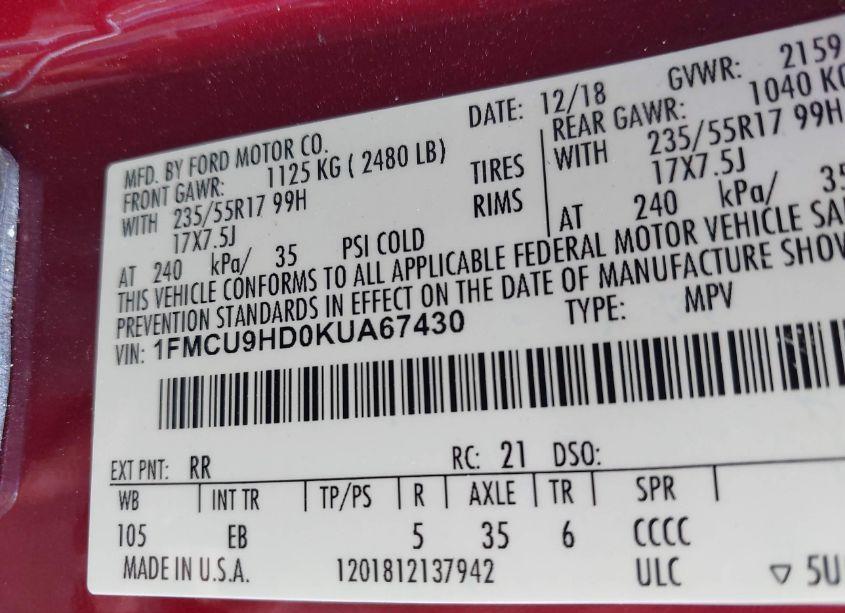 MFD. BY FORD MOTOR CO. DATE: 12/18 GVWR: 2159
FRONT GAWR: 1125 KG ( 2480 LB) REAR GAWR: 1040 KG
WITH 235/55R17 99H TIRES WITH 235/55R17 99H
17X7.5J RIMS 17X7.5J
AT 240 kPa/ 35 PSI COLD AT 240 kPa/ 35
THIS VEHICLE CONFORMS TO ALL APPLICABLE FEDERAL MOTOR VEHICLE
PREVENTION STANDARDS IN EFFECT ON THE DATE OF MANUFACTURE
VIN: 1FMCU9HD0KUA67430 TYPE: MPV
EXT PNT: RR RC: 21 DSO:
WB INT TR TP/PS R AXLE TR SPR
105 EB 5 35 6 CCCC
MADE IN U.S.A. 1201812137942 ULC ▽ 5U